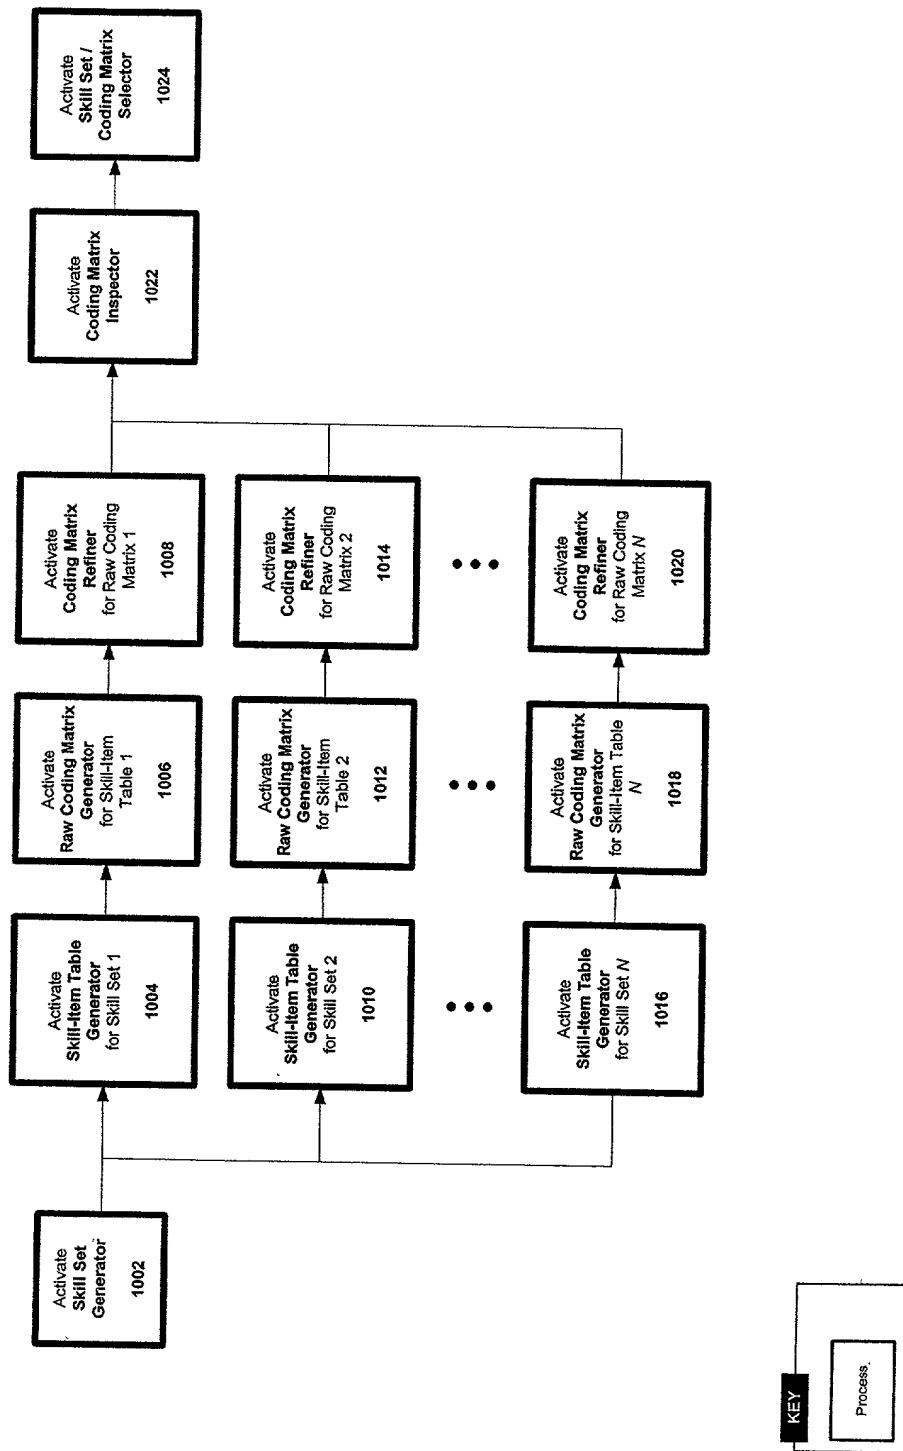 Activate
Skill Set
Generator
1002
Activate
Skill-Item Table
Generator
for Skill Set 1
1004
Activate
Raw Coding Matrix
Generator
for Skill-Item
Table 1
1006
Activate
Coding Matrix
Refiner
for Raw Coding
Matrix 1
1008
Activate
Skill-Item Table
Generator
for Skill Set 2
1010
Activate
Raw Coding Matrix
Generator
for Skill-Item
Table 2
1012
Activate
Coding Matrix
Refiner
for Raw Coding
Matrix 2
1014
Activate
Skill-Item Table
Generator
for Skill Set N
1016
Activate
Raw Coding Matrix
Generator
for Skill-Item Table
N
1018
Activate
Coding Matrix
Refiner
for Raw Coding
Matrix N
1020
Activate
Coding Matrix
Inspector
1022
Activate
Skill Set /
Coding Matrix
Selector
1024
KEY
Process